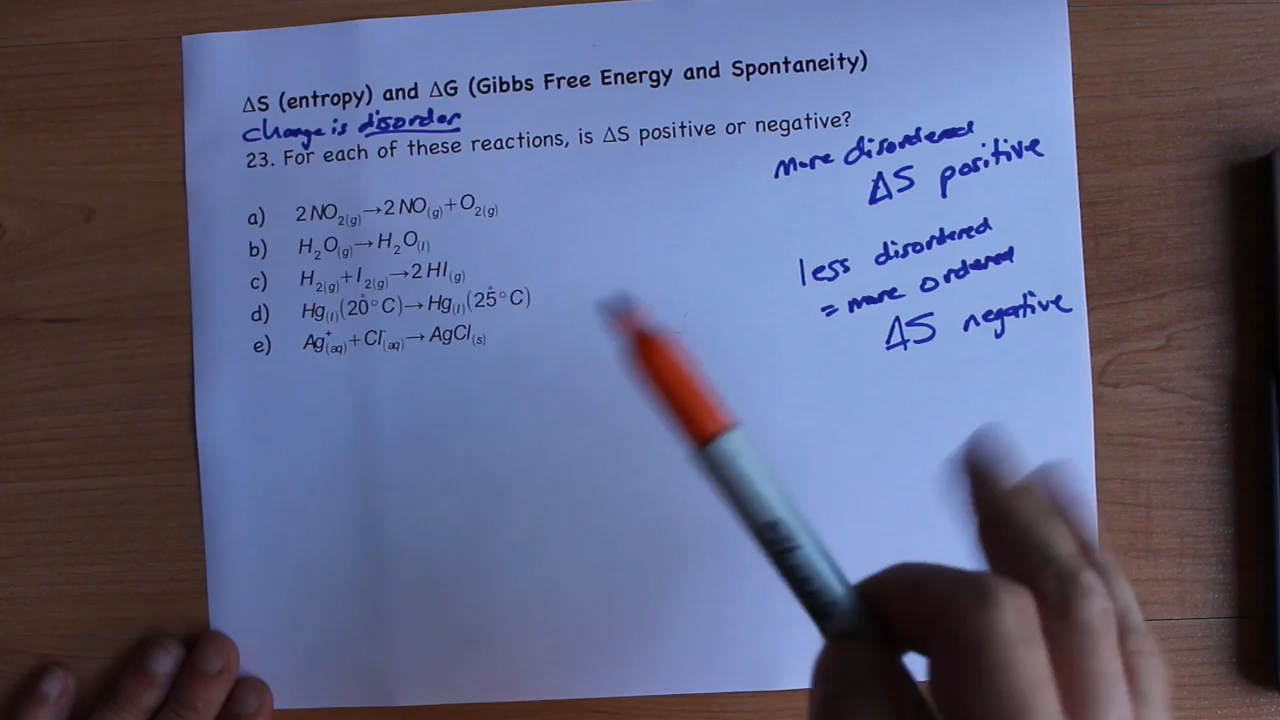 ΔS (entropy) and ΔG (Gibbs Free Energy and Spontaneity)
change is disorder
23. For each of these reactions, is ΔS positive or negative?
a) 2NO₂(g)→2NO(g)+O₂(g)
b) H₂O(g)→H₂O(l)
c) H₂(g)+I₂(g)→2HI(g)
d) Hg(l)(20°C)→Hg(l)(25°C)
e) Ag⁺(aq)+Cl⁻(aq)→AgCl(s)
more disordered
ΔS positive
less disordered
= more ordered
ΔS negative